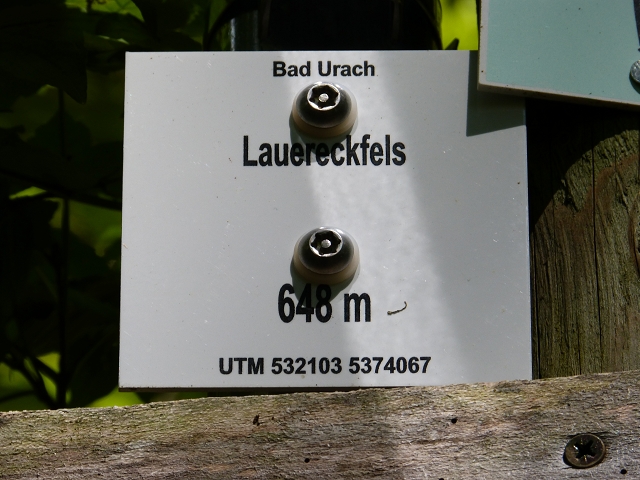 Bad Urach
Lauereckfels
648 m
UTM 532103 5374067